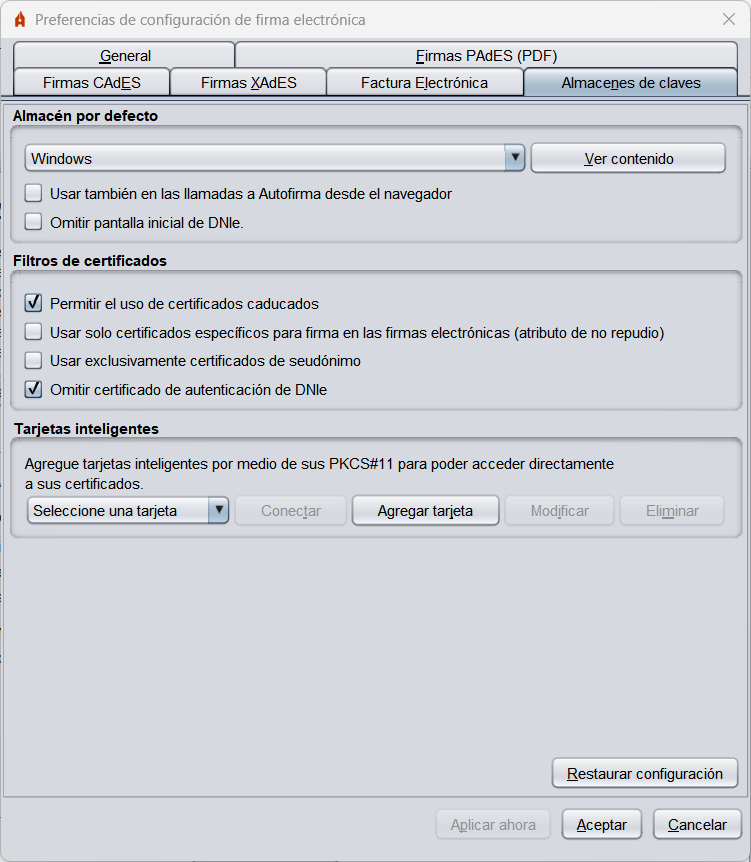 Preferencias de configuración de firma electrónica
General
Firmas PAdES (PDF)
Firmas CAdES
Firmas XAdES
Factura Electrónica
Almacenes de claves
Almacén por defecto
Windows
Ver contenido
Usar también en las llamadas a Autofirma desde el navegador
Omitir pantalla inicial de DNIe.
Filtros de certificados
Permitir el uso de certificados caducados
Usar solo certificados específicos para firma en las firmas electrónicas (atributo de no repudio)
Usar exclusivamente certificados de seudónimo
Omitir certificado de autenticación de DNIe
Tarjetas inteligentes
Agregue tarjetas inteligentes por medio de sus PKCS#11 para poder acceder directamente
a sus certificados.
Seleccione una tarjeta
Conectar
Agregar tarjeta
Modificar
Eliminar
Restaurar configuración
Aplicar ahora
Aceptar
Cancelar